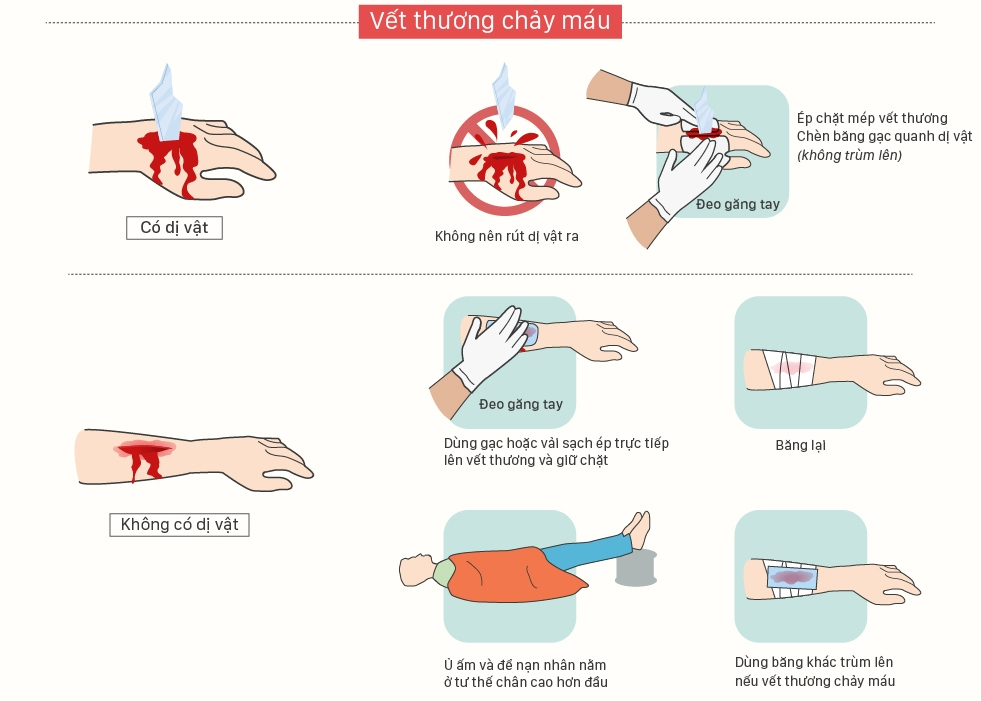 Vết thương chảy máu
Có dị vật
Không nên rút dị vật ra
Ép chặt mép vết thương
Chèn băng gạc quanh dị vật
(không trùm lên)
Đeo găng tay
Không có dị vật
Đeo găng tay
Dùng gạc hoặc vải sạch ép trực tiếp
lên vết thương và giữ chặt
Băng lại
Ủ ấm và để nạn nhân nằm
ở tư thế chân cao hơn đầu
Dùng băng khác trùm lên
nếu vết thương chảy máu